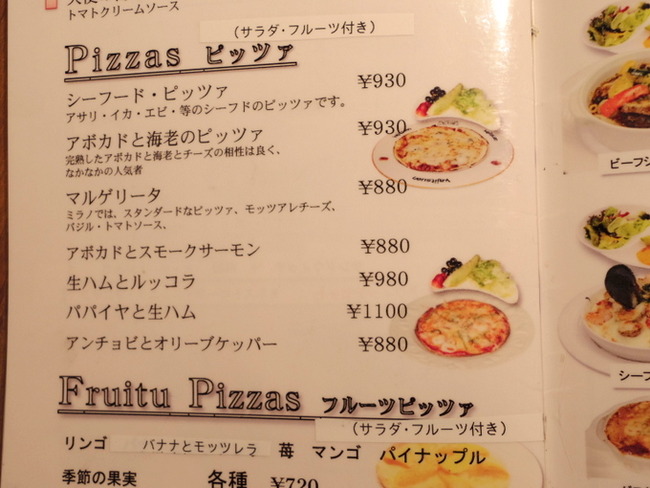 トマトクリームソース
（サラダ・フルーツ付き）
Pizzas ピッツァ
シーフード・ピッツァ ¥930
アサリ・イカ・エビ・等のシーフドのピッツァです。
アボカドと海老のピッツァ ¥930
完熟したアボカドと海老とチーズの相性は良く、
なかなかの人気者
マルゲリータ ¥880
ミラノでは、スタンダードなピッツァ、モッツアレチーズ、
バジル・トマトソース、
アボカドとスモークサーモン ¥880
生ハムとルッコラ ¥980
パパイヤと生ハム ¥1100
アンチョビとオリーブケッパー ¥880
Fruitu Pizzas フルーツピッツァ
（サラダ・フルーツ付き）
リンゴ バナナとモッツレラ 苺 マンゴ パイナップル
季節の果実 各種 ¥720
ビーフシ
シーフ